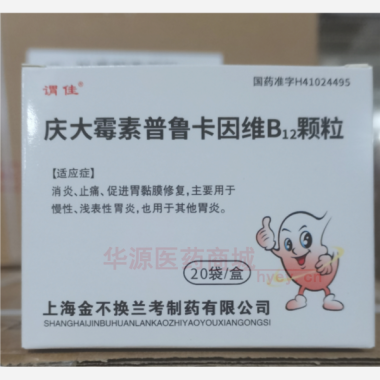 谓佳®
国药准字H41024495
庆大霉素普鲁卡因维B₁₂颗粒
【适应症】
消炎、止痛、促进胃黏膜修复,主要用于
慢性、浅表性胃炎,也用于其他胃炎。
华源医药商城
hyey.cn
20袋/盒
上海金不换兰考制药有限公司
SHANGHAIJINBUHUANLANKAOZHIYAOYOUXIANGONGSI